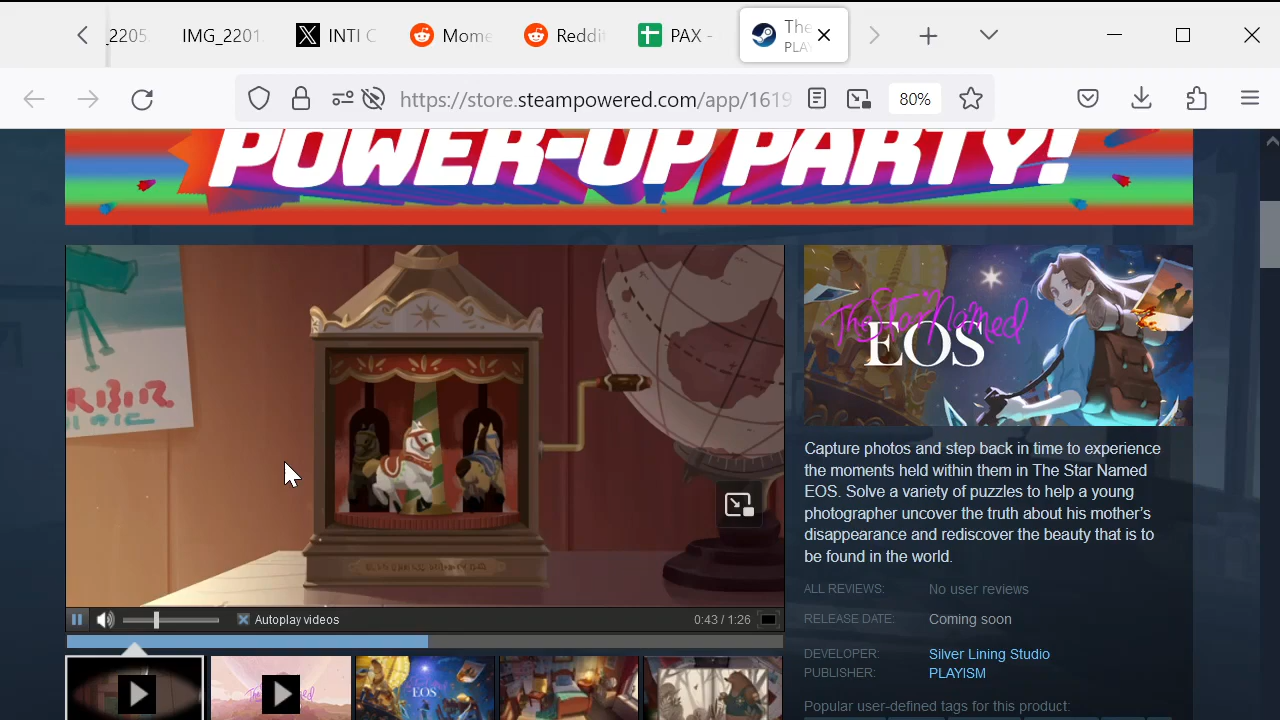 _2205
IMG_2201
INTI C
Mome
Reddit
PAX -
The
PLA
https://store.steampowered.com/app/1619
80%
POWER-UP PARTY!
The Star Named
EOS
Capture photos and step back in time to experience
the moments held within them in The Star Named
EOS. Solve a variety of puzzles to help a young
photographer uncover the truth about his mother's
disappearance and rediscover the beauty that is to
be found in the world.
ALL REVIEWS: No user reviews
RELEASE DATE: Coming soon
DEVELOPER: Silver Lining Studio
PUBLISHER: PLAYISM
Popular user-defined tags for this product:
Autoplay videos
0:43 / 1:26
EOS